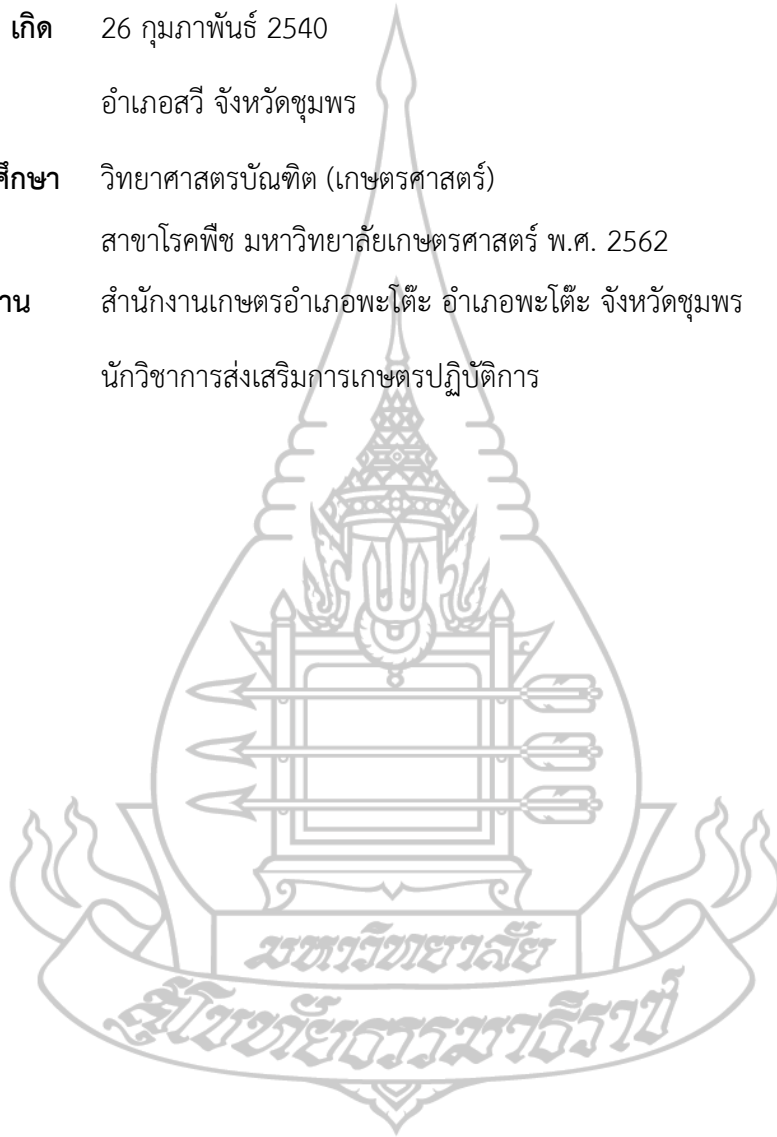 เกิด 26 กุมภาพันธ์ 2540
อำเภอสวี จังหวัดชุมพร
ศึกษา วิทยาศาสตรบัณฑิต (เกษตรศาสตร์)
สาขาโรคพืช มหาวิทยาลัยเกษตรศาสตร์ พ.ศ. 2562
าน สำนักงานเกษตรอำเภอพะโต๊ะ อำเภอพะโต๊ะ จังหวัดชุมพร
นักวิชาการส่งเสริมการเกษตรปฏิบัติการ
มหาวิทยาลัย
สุโขทัยธรรมาธิราช